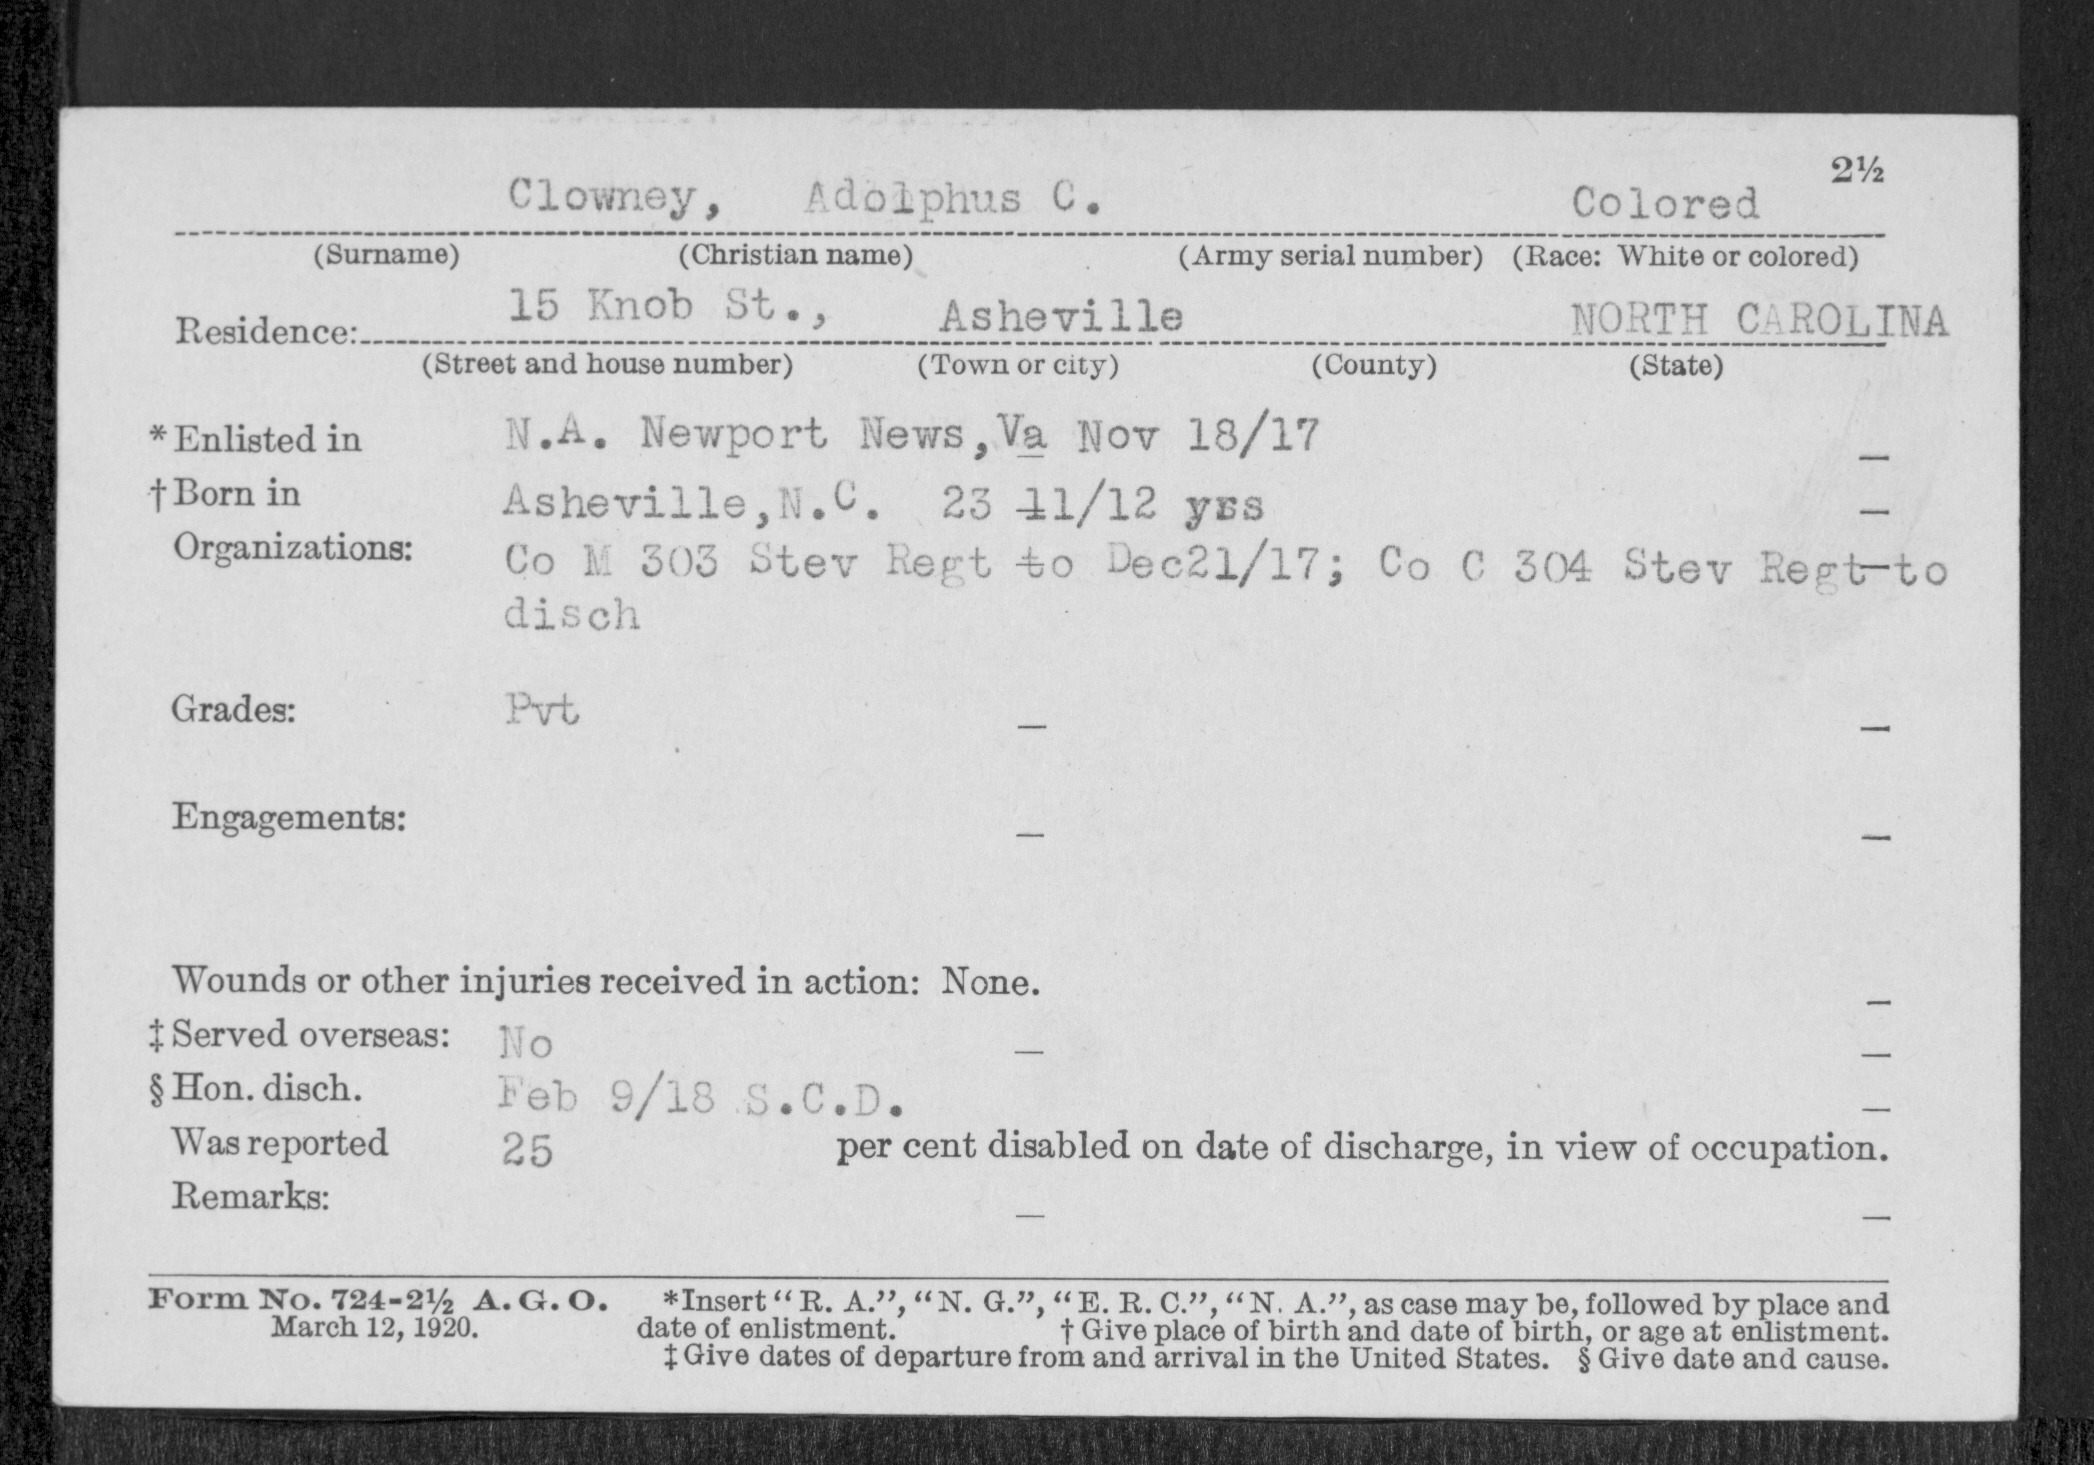 2½
Clowney, Adolphus C. Colored
(Surname) (Christian name) (Army serial number) (Race: White or colored)
Residence: 15 Knob St., Asheville NORTH CAROLINA
(Street and house number) (Town or city) (County) (State)
* Enlisted in N.A. Newport News, Va Nov 18/17 –
† Born in Asheville, N.C. 23 11/12 yrs –
Organizations: Co M 303 Stev Regt to Dec21/17; Co C 304 Stev Regt to
disch
Grades: Pvt – –
Engagements: – –
Wounds or other injuries received in action: None. –
‡ Served overseas: No – –
§ Hon. disch. Feb 9/18 S.C.D. –
Was reported 25 per cent disabled on date of discharge, in view of occupation.
Remarks: – –
Form No. 724-2½ A. G. O. *Insert "R. A.", "N. G.", "E. R. C.", "N. A.", as case may be, followed by place and
March 12, 1920. date of enlistment. † Give place of birth and date of birth, or age at enlistment.
‡ Give dates of departure from and arrival in the United States. § Give date and cause.